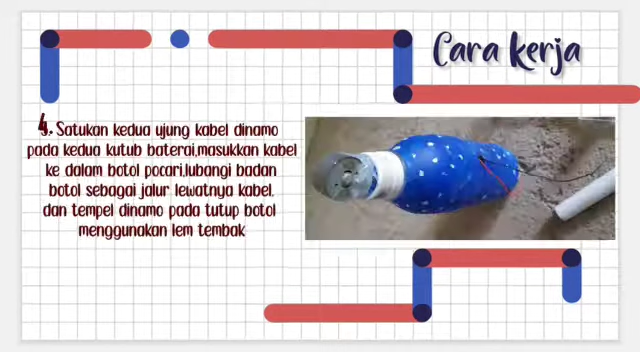 Cara kerja
4. Satukan kedua ujung kabel dinamo
pada kedua kutub baterai,masukkan kabel
ke dalam botol pocari,lubangi badan
botol sebagai jalur lewatnya kabel,
dan tempel dinamo pada tutup botol
menggunakan lem tembak